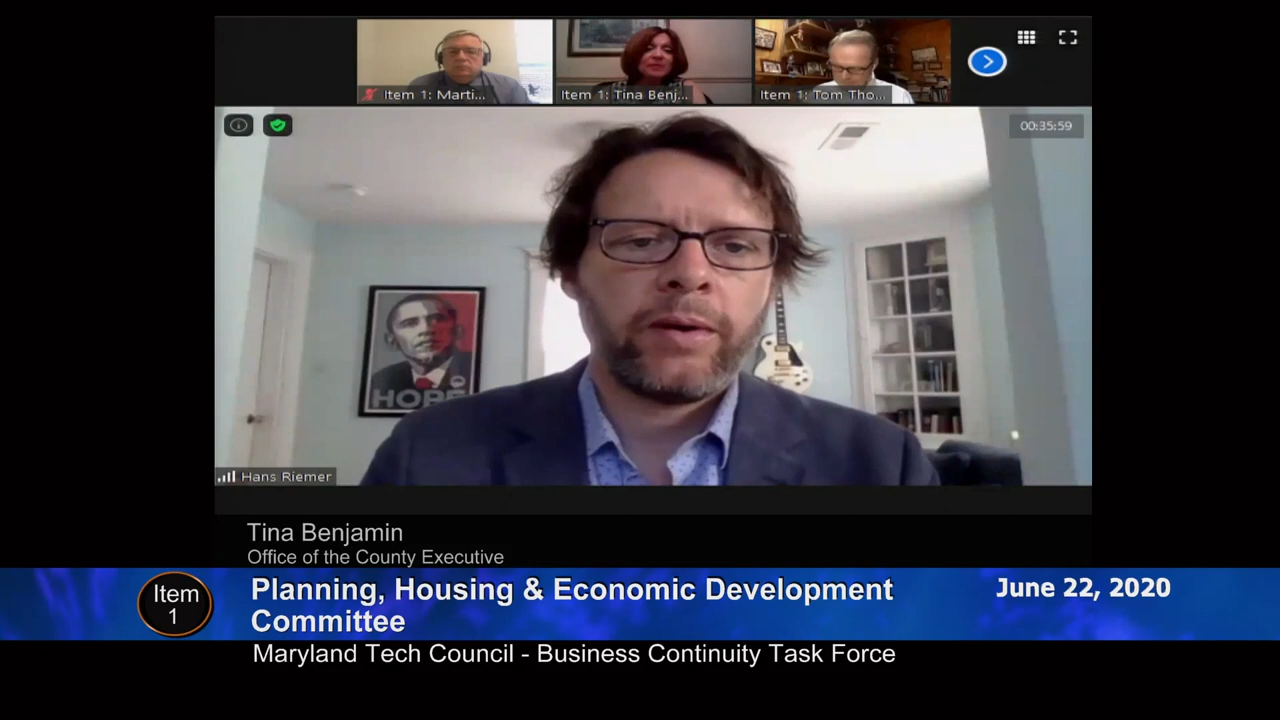 Item 1: Marti...
Item 1: Tina Benj...
Item 1: Tom Tho...
00:35:59
HOPE
Hans Riemer
Tina Benjamin
Office of the County Executive
Item
1
Planning, Housing & Economic Development
Committee
June 22, 2020
Maryland Tech Council - Business Continuity Task Force